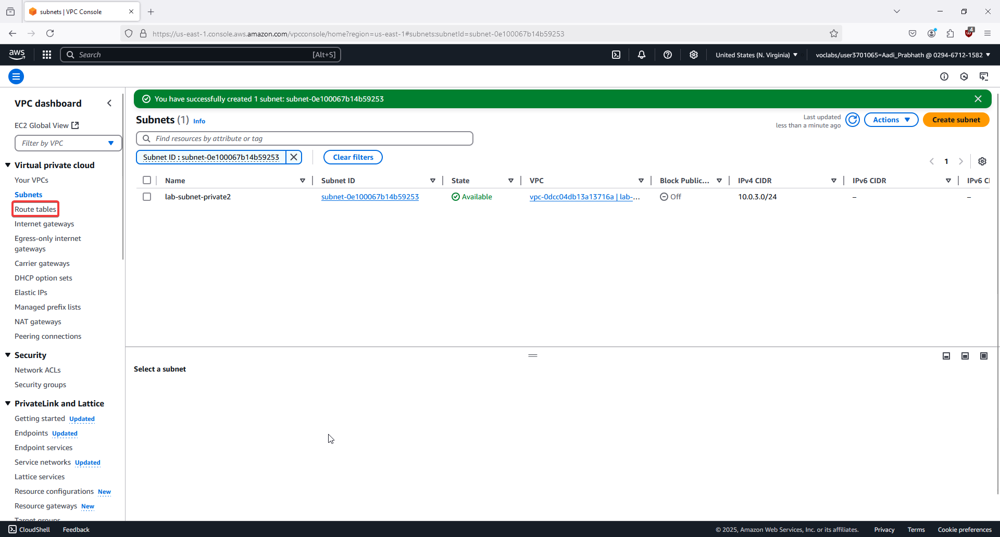 subnets | VPC Console
https://us-east-1.console.aws.amazon.com/vpcconsole/home?region=us-east-1#subnets:subnetId=subnet-0e100067b14b59253
4
aws
Search [Alt+S]
United States (N. Virginia)
voclabs/user3701065=Aadi_Prabhath @ 0294-6712-1582
VPC dashboard
EC2 Global View
Filter by VPC
Virtual private cloud
Your VPCs
Subnets
Route tables
Internet gateways
Egress-only internet
gateways
Carrier gateways
DHCP option sets
Elastic IPs
Managed prefix lists
NAT gateways
Peering connections
Security
Network ACLs
Security groups
PrivateLink and Lattice
Getting started Updated
Endpoints Updated
Endpoint services
Service networks Updated
Lattice services
Resource configurations New
Resource gateways New
Target groups
You have successfully created 1 subnet: subnet-0e100067b14b59253
Subnets (1) Info
Last updated
less than a minute ago
Actions
Create subnet
Find resources by attribute or tag
Subnet ID : subnet-0e100067b14b59253
Clear filters
1
Name Subnet ID State VPC Block Public... IPv4 CIDR IPv6 CIDR IPv6 CI
lab-subnet-private2 subnet-0e100067b14b59253 Available vpc-0dcc04db13a13716a | lab-... Off 10.0.3.0/24 – –
Select a subnet
CloudShell Feedback
© 2025, Amazon Web Services, Inc. or its affiliates. Privacy Terms Cookie preferences